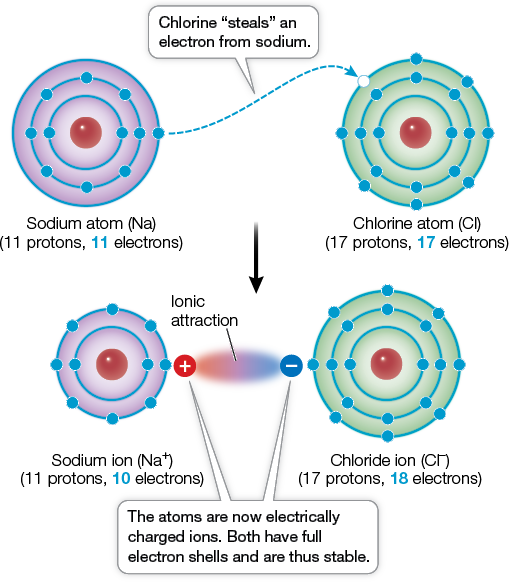 Chlorine “steals” an
electron from sodium.
Sodium atom (Na)
(11 protons, 11 electrons)
Chlorine atom (Cl)
(17 protons, 17 electrons)
Ionic
attraction
+
−
Sodium ion (Na⁺)
(11 protons, 10 electrons)
Chloride ion (Cl⁻)
(17 protons, 18 electrons)
The atoms are now electrically
charged ions. Both have full
electron shells and are thus stable.